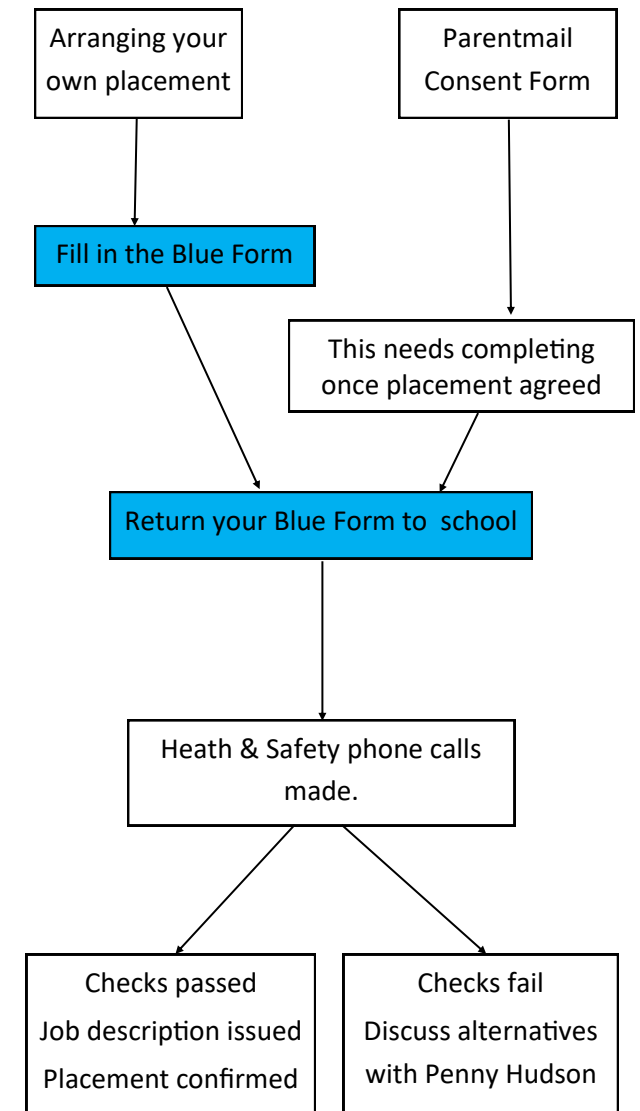 Arranging your
own placement
Parentmail
Consent Form
Fill in the Blue Form
This needs completing
once placement agreed
Return your Blue Form to  school
Heath & Safety phone calls
made.
Checks passed
Job description issued
Placement confirmed
Checks fail
Discuss alternatives
with Penny Hudson